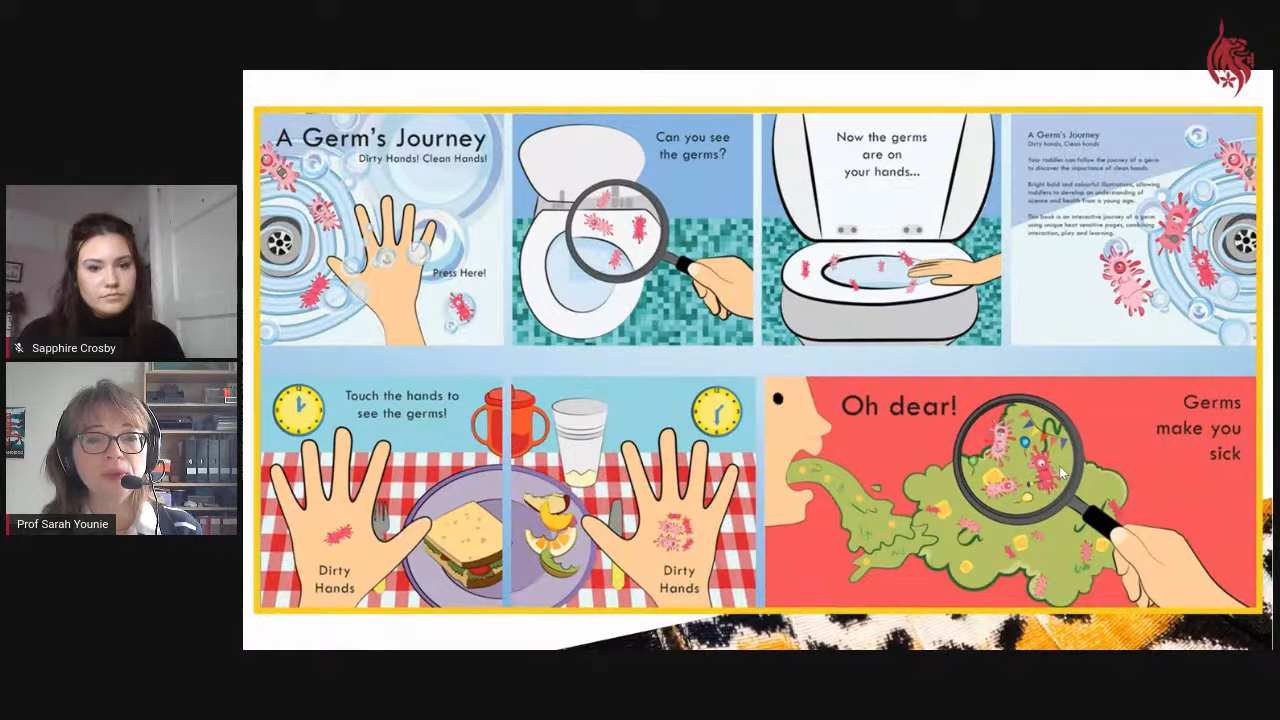 A Germ's Journey
Dirty Hands! Clean Hands!
Press Here!
Can you see
the germs?
Now the germs
are on
your hands...
A Germ's Journey
Dirty hands, Clean hands
Your toddlers can follow the journey of a germ
to discover the importance of clean hands.
Bright bold and colourful illustrations, allowing
toddlers to develop an understanding of
science and health from a young age.
This book is an interactive journey of a germ
using unique heat sensitive pages, combining
interaction, play and learning.
Touch the hands to
see the germs!
Dirty
Hands
Dirty
Hands
Oh dear!
Germs
make you
sick
Sapphire Crosby
Prof Sarah Younie